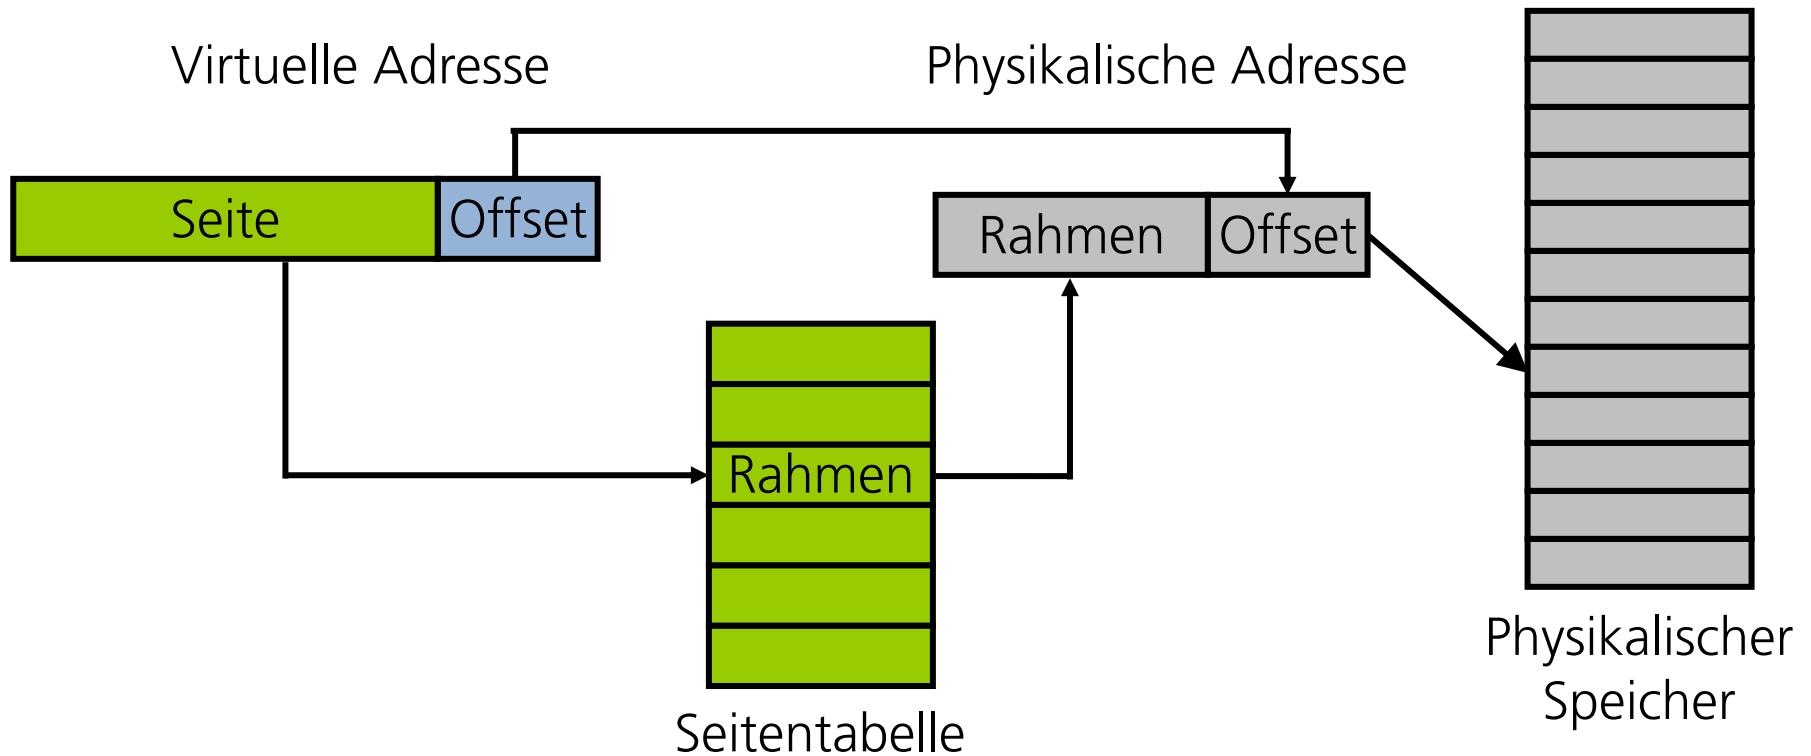 Virtuelle Adresse
Physikalische Adresse
Seite
Offset
Rahmen
Offset
Rahmen
Seitentabelle
Physikalischer
Speicher